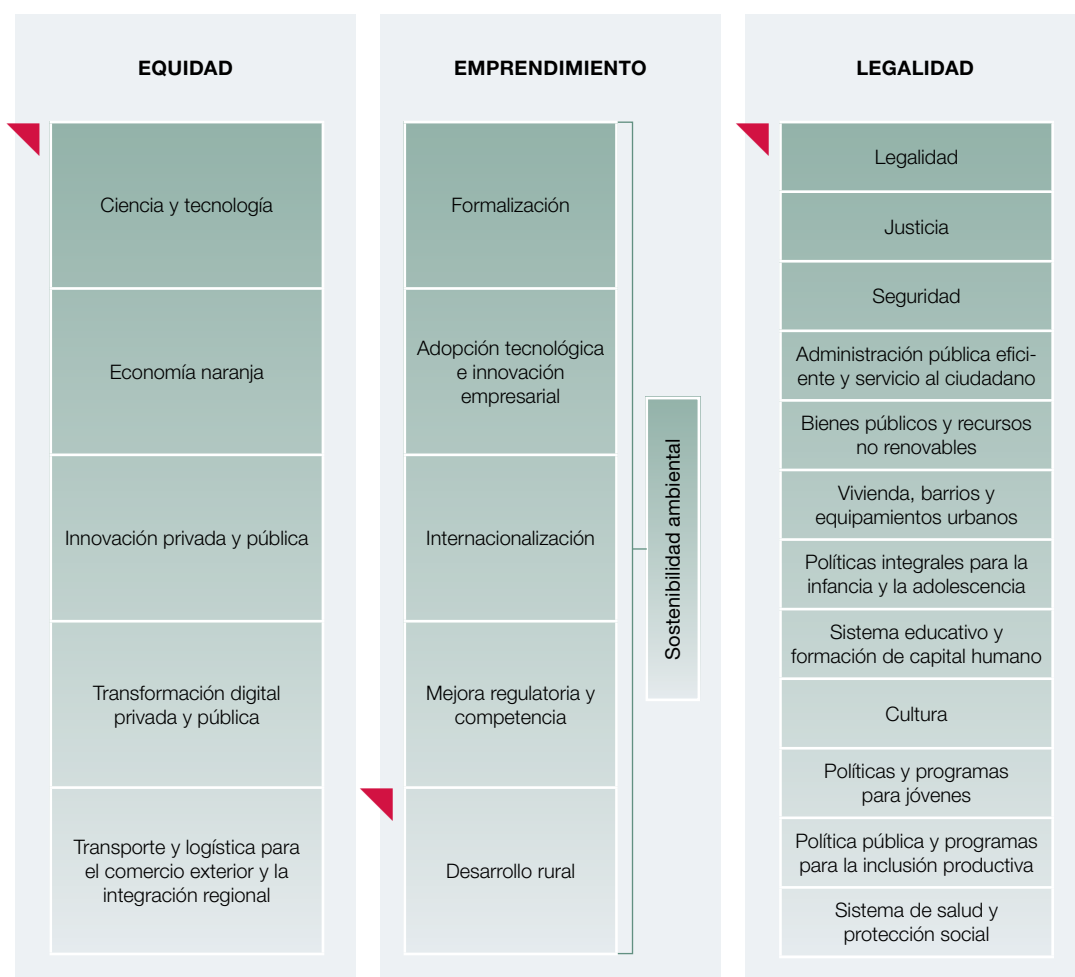 EQUIDAD
Ciencia y tecnología
Economía naranja
Innovación privada y pública
Transformación digital
privada y pública
Transporte y logística para
el comercio exterior y la
integración regional
EMPRENDIMIENTO
Formalización
Adopción tecnológica
e innovación
empresarial
Internacionalización
Mejora regulatoria y
competencia
Desarrollo rural
Sostenibilidad ambiental
LEGALIDAD
Legalidad
Justicia
Seguridad
Administración pública efici-
ente y servicio al ciudadano
Bienes públicos y recursos
no renovables
Vivienda, barrios y
equipamientos urbanos
Políticas integrales para la
infancia y la adolescencia
Sistema educativo y
formación de capital humano
Cultura
Políticas y programas
para jóvenes
Política pública y programas
para la inclusión productiva
Sistema de salud y
protección social